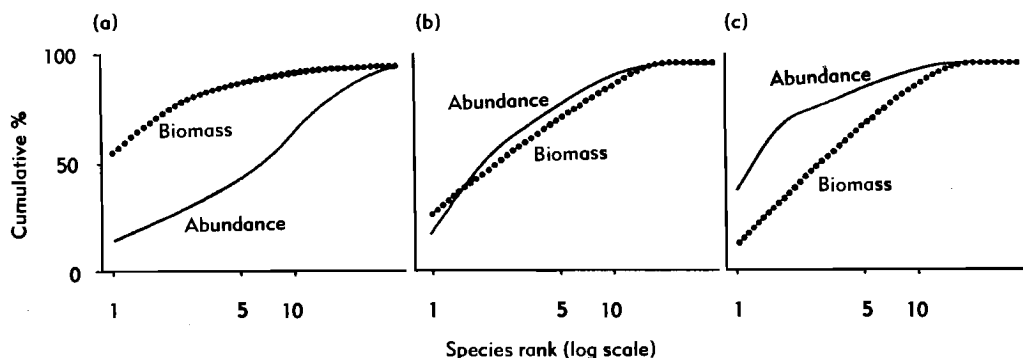 (a)
(b)
(c)
100
50
0
Cumulative %
Biomass
Abundance
1 5 10
Abundance
Biomass
1 5 10
Abundance
Biomass
1 5 10
Species rank (log scale)